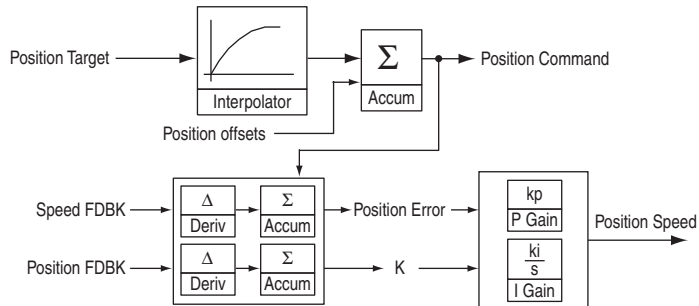 Position Target
Interpolator
Σ
Accum
Position Command
Position offsets
Speed FDBK
Δ
Deriv
Σ
Accum
Position Error
kp
P Gain
Position Speed
Position FDBK
Δ
Deriv
Σ
Accum
K
ki
s
I Gain